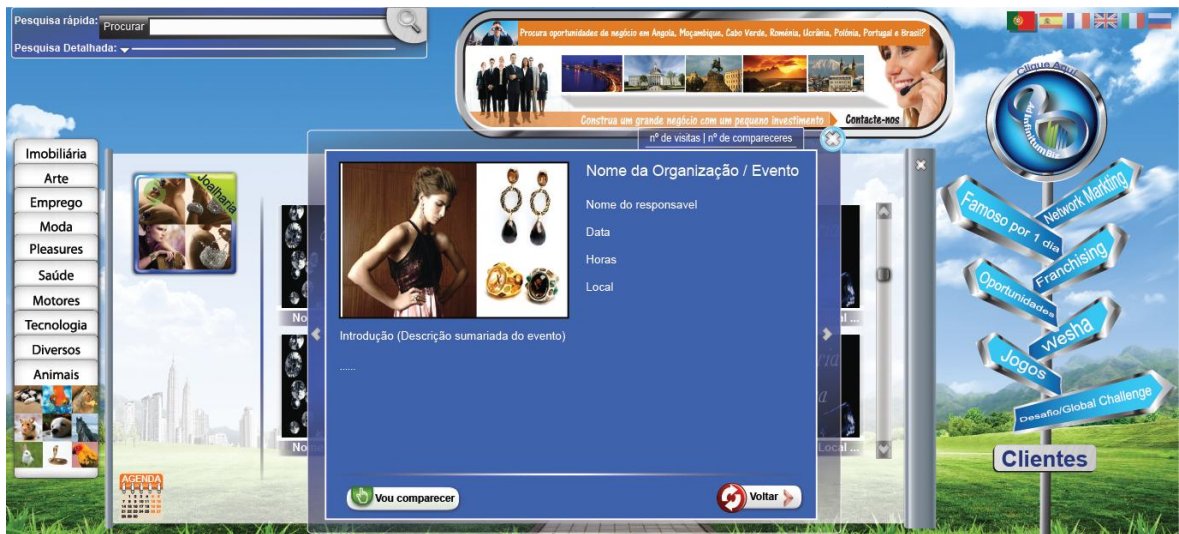 Pesquisa rápida:
Procurar
Pesquisa Detalhada:
Procura oportunidades de negócio em Angola, Moçambique, Cabo Verde, Roménia, Ucrânia, Polónia, Portugal e Brasil?
Construa um grande negócio com um pequeno investimento
Contacte-nos
Clique Aqui
AdInfinitumBiz
nº de visitas | nº de compareceres
Imobiliária
Arte
Emprego
Moda
Pleasures
Saúde
Motores
Tecnologia
Diversos
Animais
Joalharia
AGENDA
Nome da Organização / Evento
Nome do responsavel
Data
Horas
Local
Introdução (Descrição sumariada do evento)
......
Vou comparecer
Voltar
Local ...
Network Markting
Famoso por 1 dia
Franchising
Oportunidades
Wesha
Jogos
Desafio/Global Challenge
Clientes